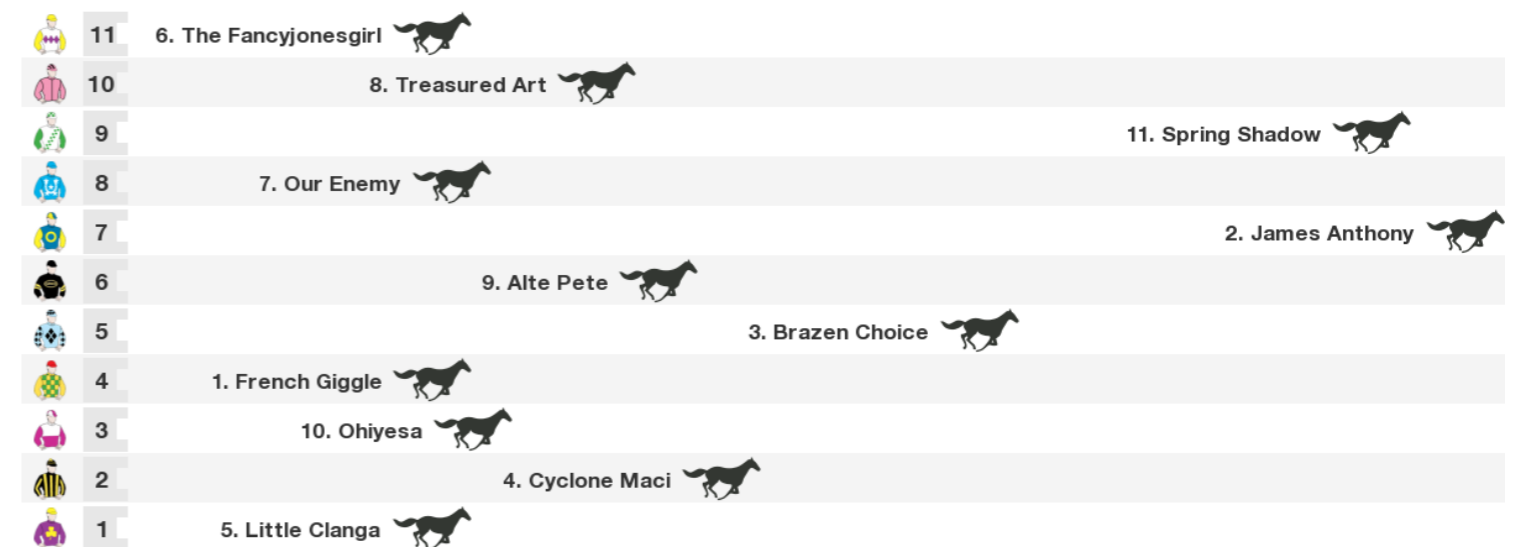 11 6. The Fancyjonesgirl
10 8. Treasured Art
9 11. Spring Shadow
8 7. Our Enemy
7 2. James Anthony
6 9. Alte Pete
5 3. Brazen Choice
4 1. French Giggle
3 10. Ohiyesa
2 4. Cyclone Maci
1 5. Little Clanga